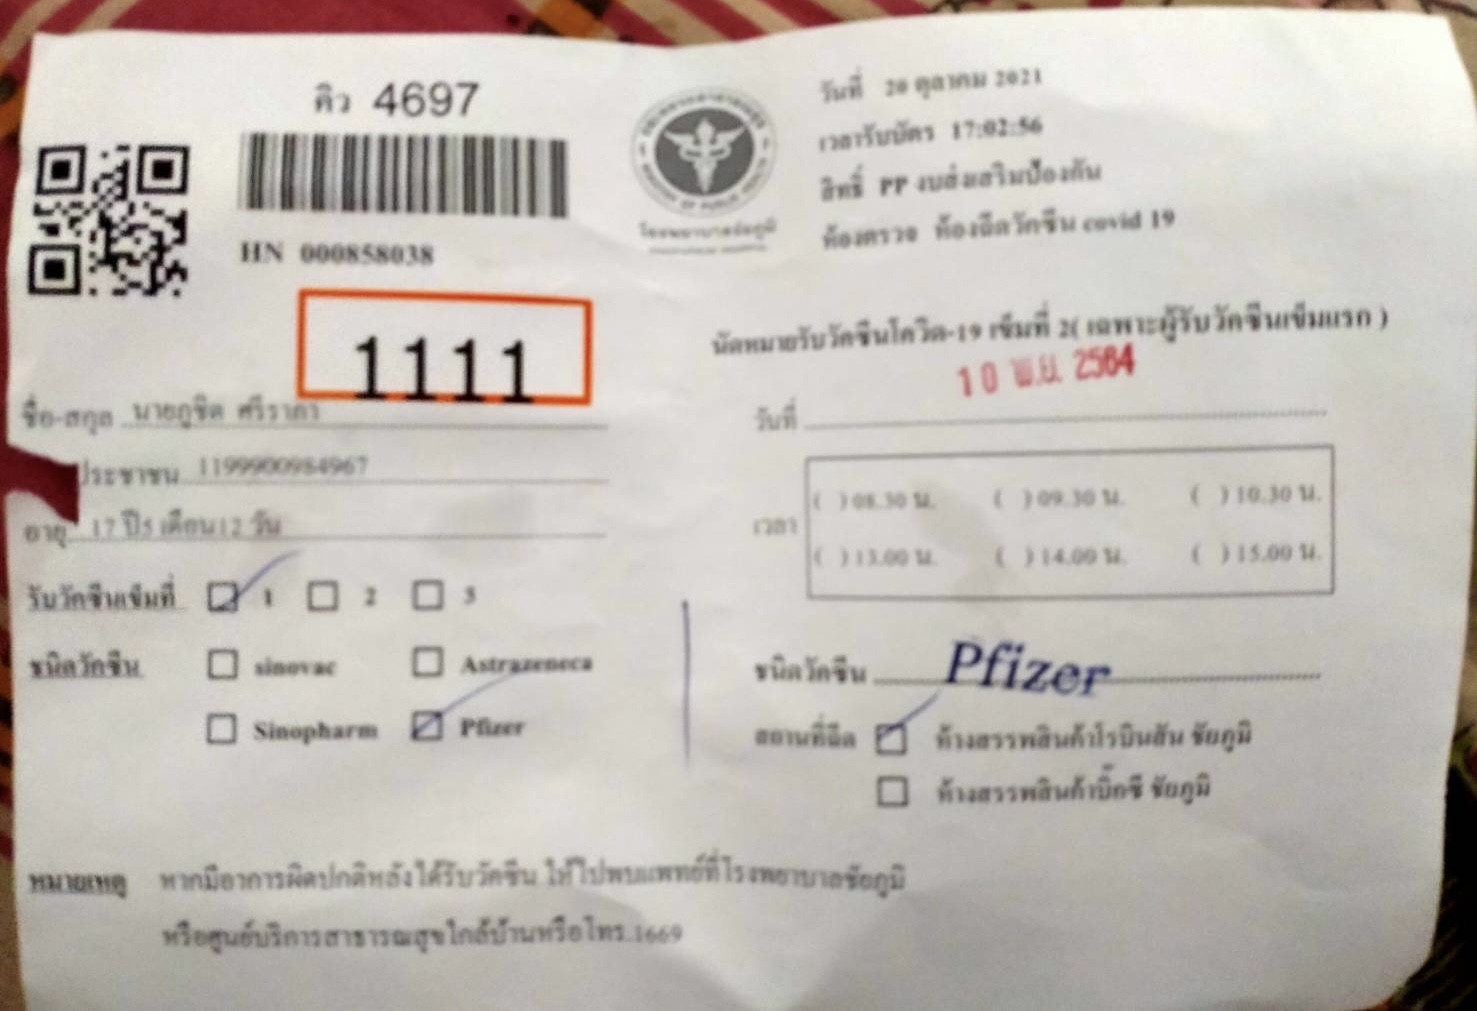 คิว 4697
HN 000858038
1111
ชื่อ-สกุล นายภูชิต ศรีราภา
ประชาชน 1199900984967
อายุ 17 ปี5 เดือน12 วัน
รับวัคซีนเข็มที่ 1 2 3
ชนิดวัคซีน sinovac Astrazeneca
Sinopharm Pfizer
MINISTRY OF PUBLIC HEALTH
โรงพยาบาลชัยภูมิ
วันที่ 20 ตุลาคม 2021
เวลารับบัตร 17:02:56
สิทธิ์ PP งบส่งเสริมป้องกัน
ห้องตรวจ ห้องฉีดวัคซีน covid 19
นัดหมายรับวัคซีนโควิด-19 เข็มที่ 2( เฉพาะผู้รับวัคซีนเข็มแรก )
10 พ.ย. 2564
วันที่
เวลา
( ) 08.30 น. ( ) 09.30 น. ( ) 10.30 น.
( ) 13.00 น. ( ) 14.00 น. ( ) 15.00 น.
ชนิดวัคซีน Pfizer
สถานที่ฉีด ห้างสรรพสินค้าโรบินสัน ชัยภูมิ
ห้างสรรพสินค้าบิ๊กซี ชัยภูมิ
หมายเหตุ หากมีอาการผิดปกติหลังได้รับวัคซีน ให้ไปพบแพทย์ที่โรงพยาบาลชัยภูมิ
หรือศูนย์บริการสาธารณสุขใกล้บ้านหรือโทร.1669